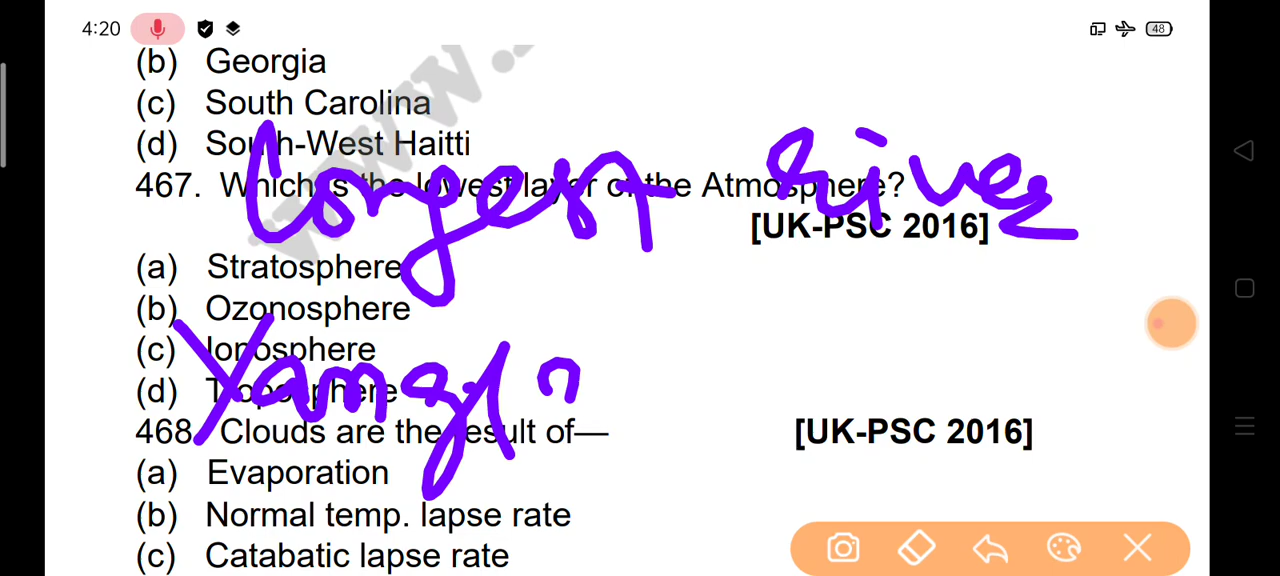 4:20 48
(b) Georgia
(c) South Carolina
(d) South-West Haitti
467. Which is the lowest layer of the Atmosphere?
Longest River
[UK-PSC 2016]
(a) Stratosphere
(b) Ozonosphere
(c) Ionosphere
(d) Troposphere
468. Clouds are the result of— [UK-PSC 2016]
(a) Evaporation
(b) Normal temp. lapse rate
(c) Catabatic lapse rate
www.